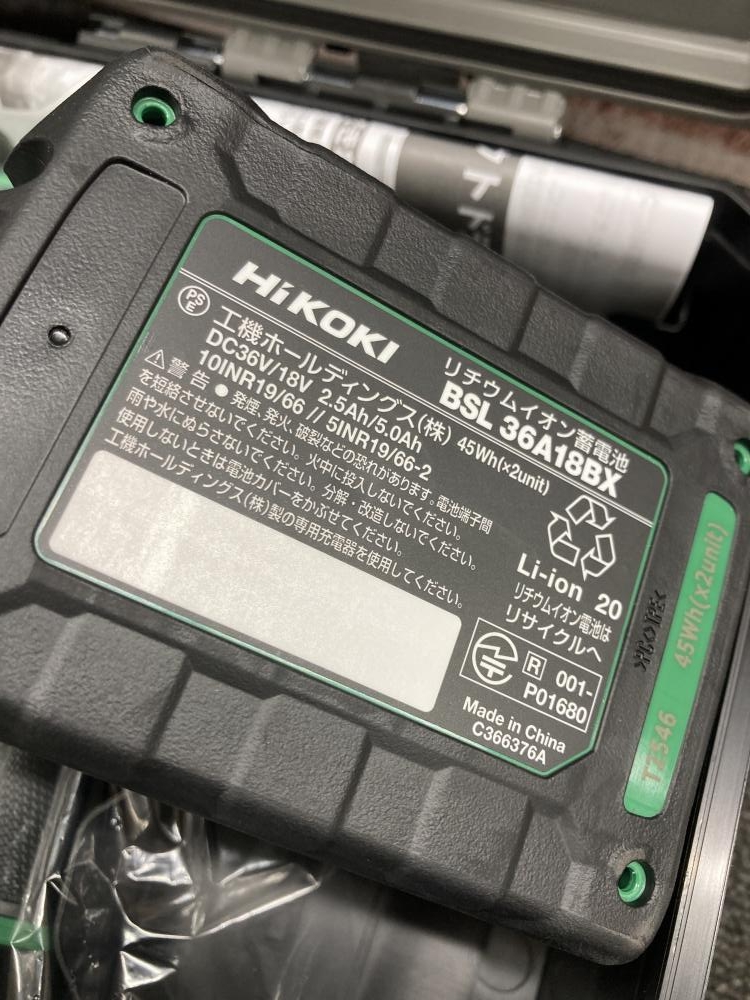 HiKOKI
リチウムイオン蓄電池
BSL 36A18BX
PS
E
工機ホールディングス(株) 45Wh(×2unit)
DC36V/18V 2.5Ah/5.0Ah
10INR19/66 // 5INR19/66-2
警告 ● 発煙、発火、破裂などの恐れがあります。電池端子間
を短絡させないでください。火中に投入しないでください。
雨や水にぬらさないでください。分解・改造しないでください。
使用しないときは電池カバーをかぶせてください。
工機ホールディングス(株)製の専用充電器を使用してください。
Li-ion 20
リチウムイオン電池は
リサイクルへ
R 001-
P01680
Made in China
C366376A
45Wh(x2unit)
ット